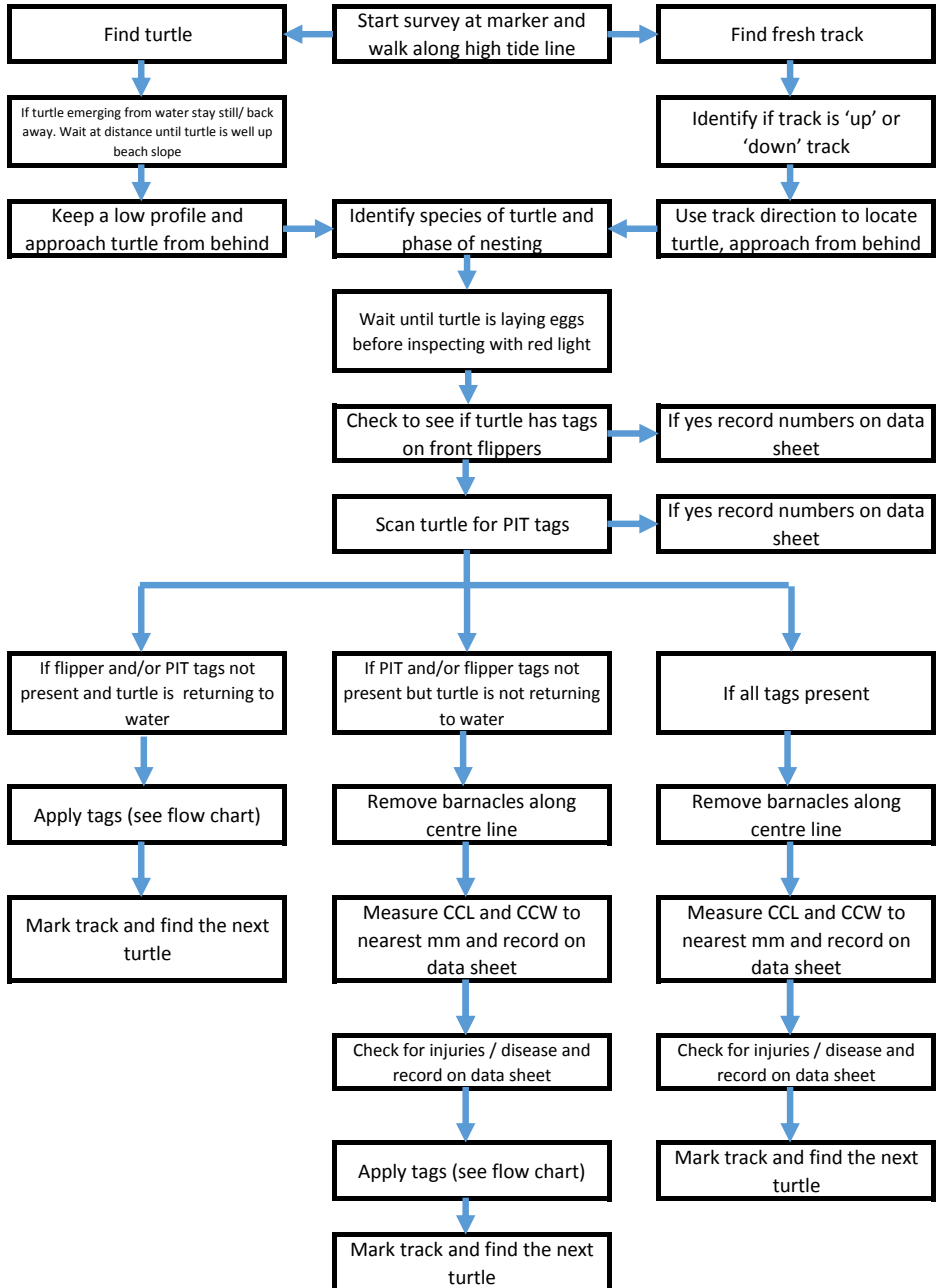 Find turtle
Start survey at marker and
walk along high tide line
Find fresh track
If turtle emerging from water stay still/ back
away. Wait at distance until turtle is well up
beach slope
Identify if track is ‘up’ or
‘down’ track
Keep a low profile and
approach turtle from behind
Identify species of turtle and
phase of nesting
Use track direction to locate
turtle, approach from behind
Wait until turtle is laying eggs
before inspecting with red light
Check to see if turtle has tags
on front flippers
If yes record numbers on data
sheet
Scan turtle for PIT tags
If yes record numbers on data
sheet
If flipper and/or PIT tags not
present and turtle is returning to
water
If PIT and/or flipper tags not
present but turtle is not returning
to water
If all tags present
Apply tags (see flow chart)
Remove barnacles along
centre line
Remove barnacles along
centre line
Mark track and find the next
turtle
Measure CCL and CCW to
nearest mm and record on
data sheet
Measure CCL and CCW to
nearest mm and record on
data sheet
Check for injuries / disease and
record on data sheet
Check for injuries / disease and
record on data sheet
Apply tags (see flow chart)
Mark track and find the next
turtle
Mark track and find the next
turtle